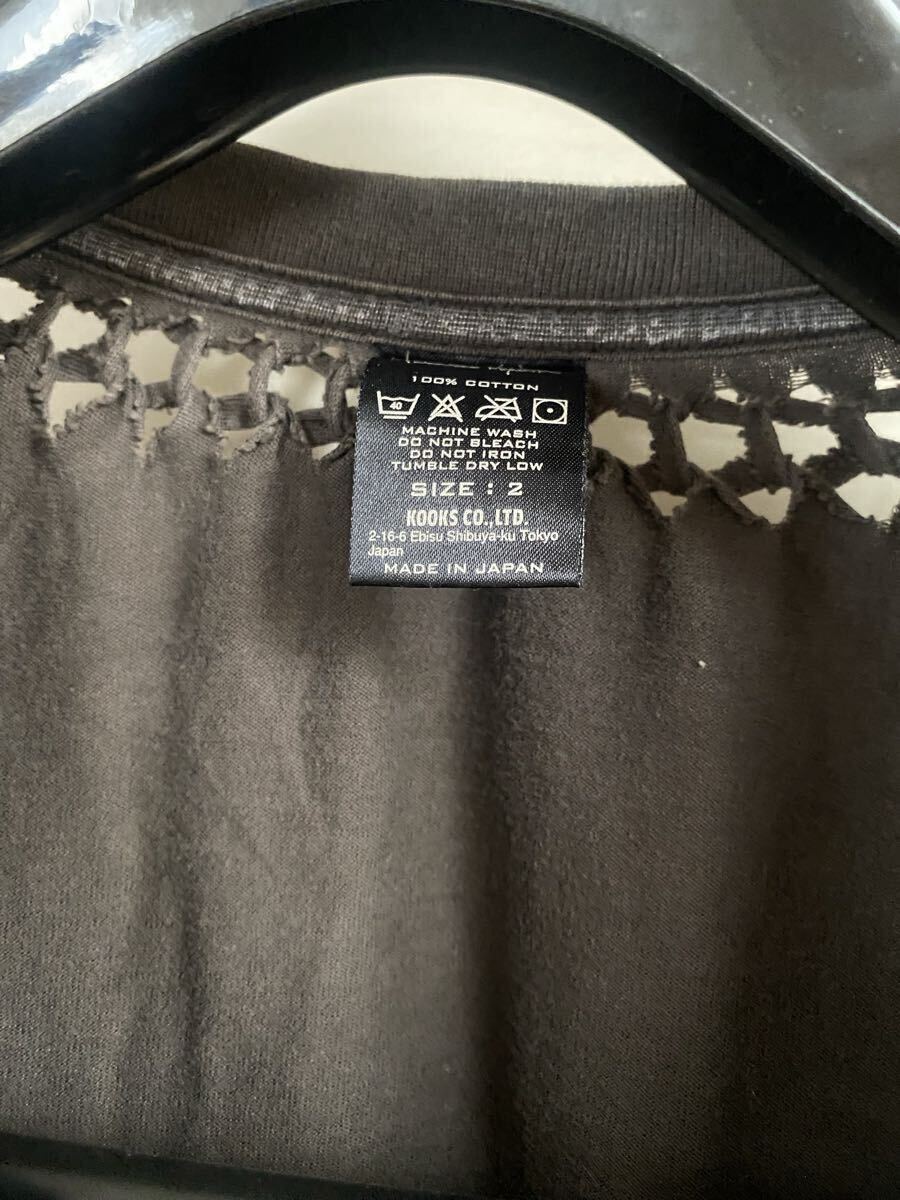 100% COTTON
40
MACHINE WASH
DO NOT BLEACH
DO NOT IRON
TUMBLE DRY LOW
SIZE : 2
KOOKS CO.,LTD.
2-16-6 Ebisu Shibuya-ku Tokyo
Japan
MADE IN JAPAN